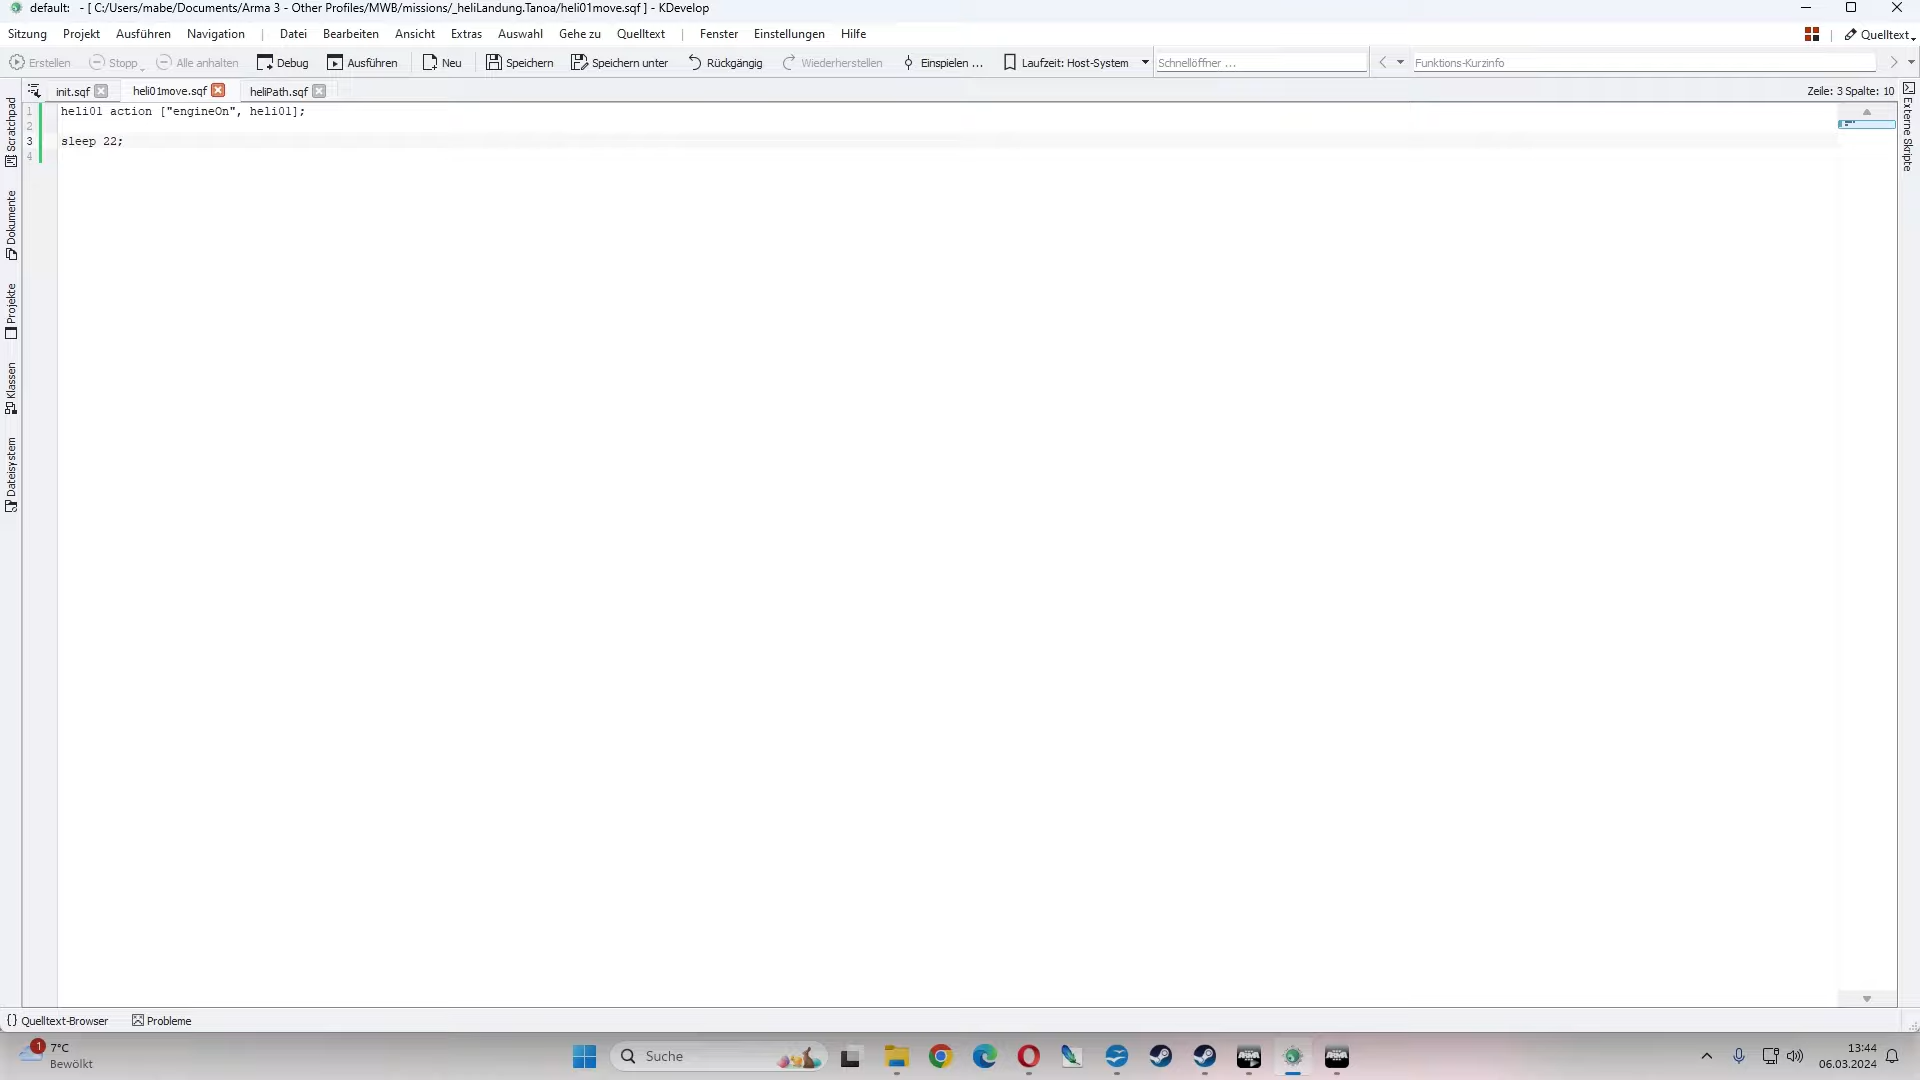 default: - [ C:/Users/mabe/Documents/Arma 3 - Other Profiles/MWB/missions/_heliLandung.Tanoa/heli01move.sqf ] - KDevelop
Sitzung Projekt Ausführen Navigation | Datei Bearbeiten Ansicht Extras Auswahl Gehe zu Quelltext | Fenster Einstellungen Hilfe | Quelltext
Erstellen Stopp Alle anhalten Debug Ausführen Neu Speichern Speichern unter Rückgängig Wiederherstellen Einspielen ... Laufzeit: Host-System Schnellöffner ... Funktions-Kurzinfo
init.sqf heli01move.sqf heliPath.sqf Zeile: 3 Spalte: 10
1 heli01 action ["engineOn", heli01];
2
3 sleep 22;
4
Scratchpad
Dokumente
Projekte
Klassen
Dateisystem
Externe Skripte
{} Quelltext-Browser Probleme
1 7°C
Bewölkt
Suche
ARMA
ARMA
13:44
06.03.2024